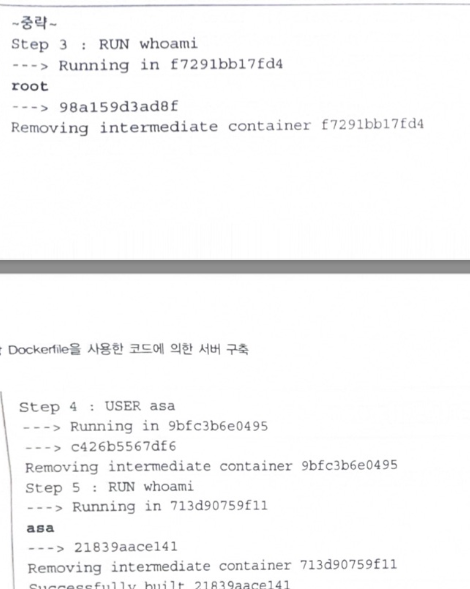 ~중략~
Step 3 : RUN whoami
---> Running in f7291bb17fd4
root
---> 98a159d3ad8f
Removing intermediate container f7291bb17fd4
Dockerfile을 사용한 코드에 의한 서버 구축
Step 4 : USER asa
---> Running in 9bfc3b6e0495
---> c426b5567df6
Removing intermediate container 9bfc3b6e0495
Step 5 : RUN whoami
---> Running in 713d90759f11
asa
---> 21839aace141
Removing intermediate container 713d90759f11
Successfully built 21839aace141